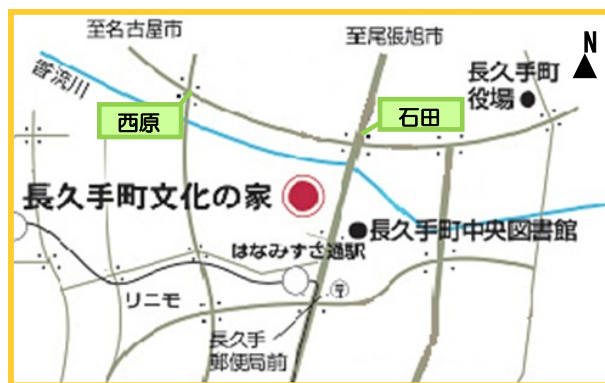 至名古屋市
至尾張旭市
N
香流川
長久手町
役場
西原
石田
長久手町文化の家
長久手町中央図書館
はなみずき通駅
リニモ
〒
長久手
郵便局前